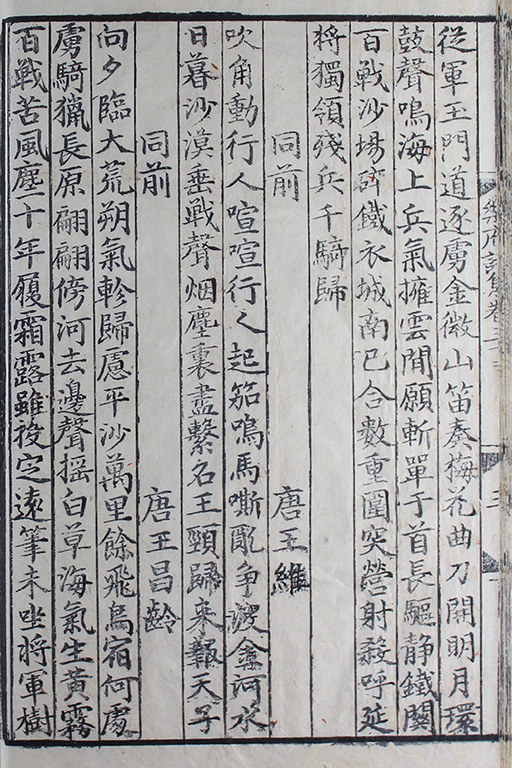 樂府詩集卷三十三
從軍玉門道逐虜金微山笛奏梅花曲刀開明月環
鼓聲鳴海上兵氣擁雲間願斬單于首長驅静鐵關
百戰沙場碎鐵衣城南已合數重圍突營射殺呼延
將獨領殘兵千騎歸
同前 唐王維
吹角動行人喧喧行人起笳鳴馬嘶亂争渡金河水
日暮沙漠垂戰聲烟塵裏盡繫名王頸歸來報天子
同前 唐王昌齡
向夕臨大荒朔氣軫歸慮平沙萬里餘飛鳥宿何處
虜騎獵長原翩翩傍河去邊聲摇白草海氣生黄霧
百戰苦風塵十年履霜露雖投定遠筆未坐將軍樹